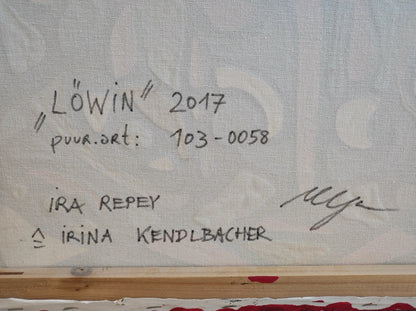 „LÖWIN" 2017
puur.art: 103-0058
IRA REPEY
≙ IRINA KENDLBACHER